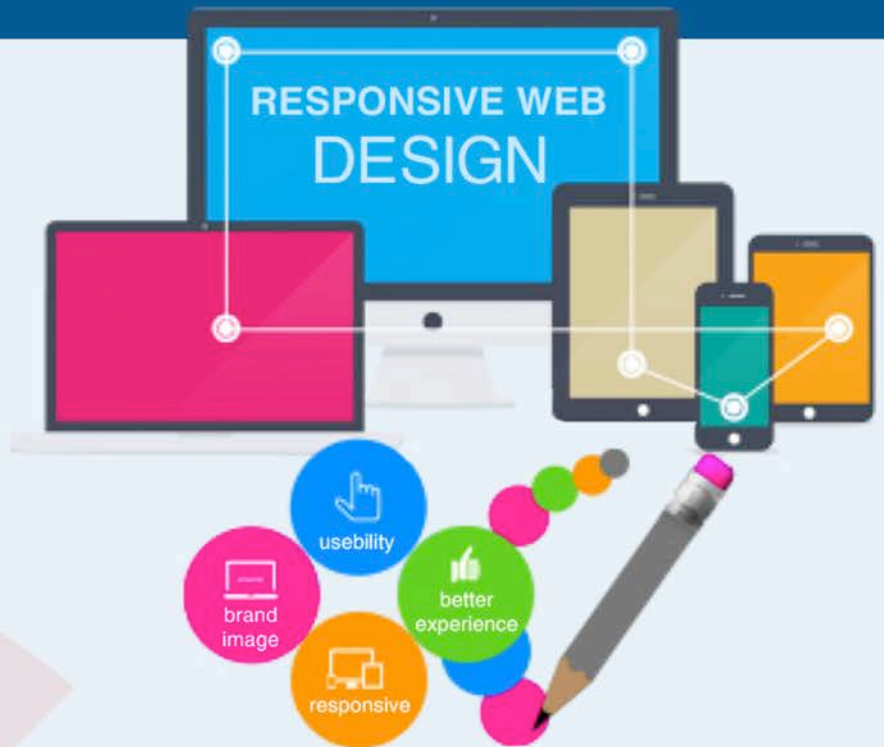 RESPONSIVE WEB
DESIGN
usebility
brand
image
better
experience
responsive